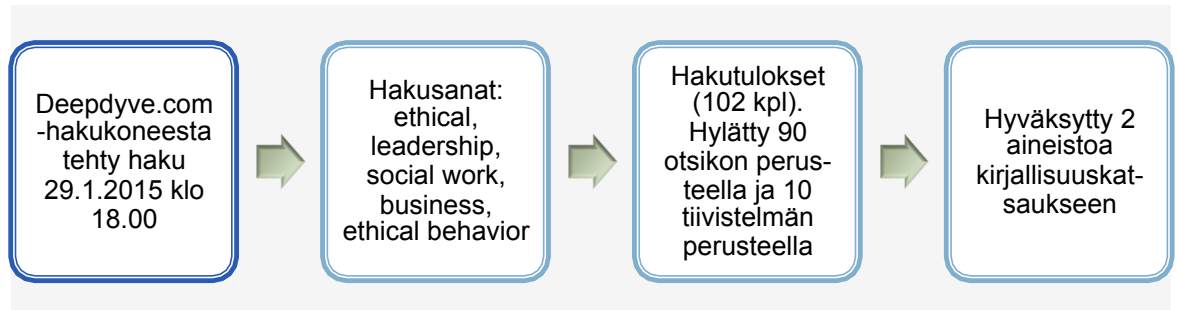 Deepdyve.com
-hakukoneesta
tehty haku
29.1.2015 klo
18.00
Hakusanat:
ethical,
leadership,
social work,
business,
ethical behavior
Hakutulokset
(102 kpl).
Hylätty 90
otsikon perus-
teella ja 10
tiivistelmän
perusteella
Hyväksytty 2
aineistoa
kirjallisuuskat-
saukseen